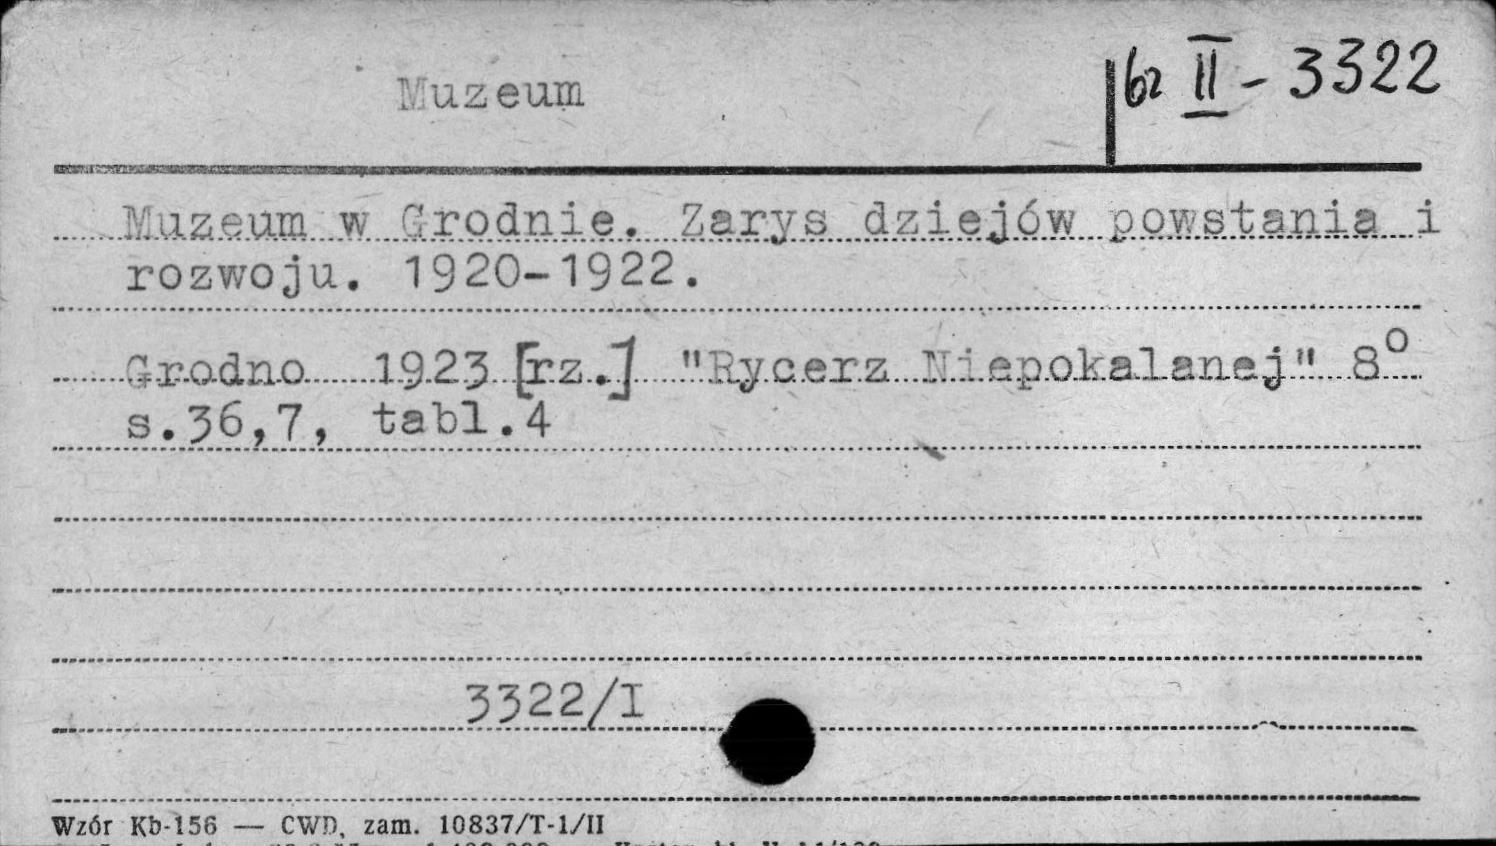 Muzeum
62 II - 3322
Muzeum w Grodnie. Zarys dziejów powstania i
rozwoju. 1920-1922.
Grodno 1923 [rz.] "Rycerz Niepokalanej" 8°
s.36,7, tabl.4
3322/I
Wzór Kb-156 — CWD, zam. 10837/T-1/II